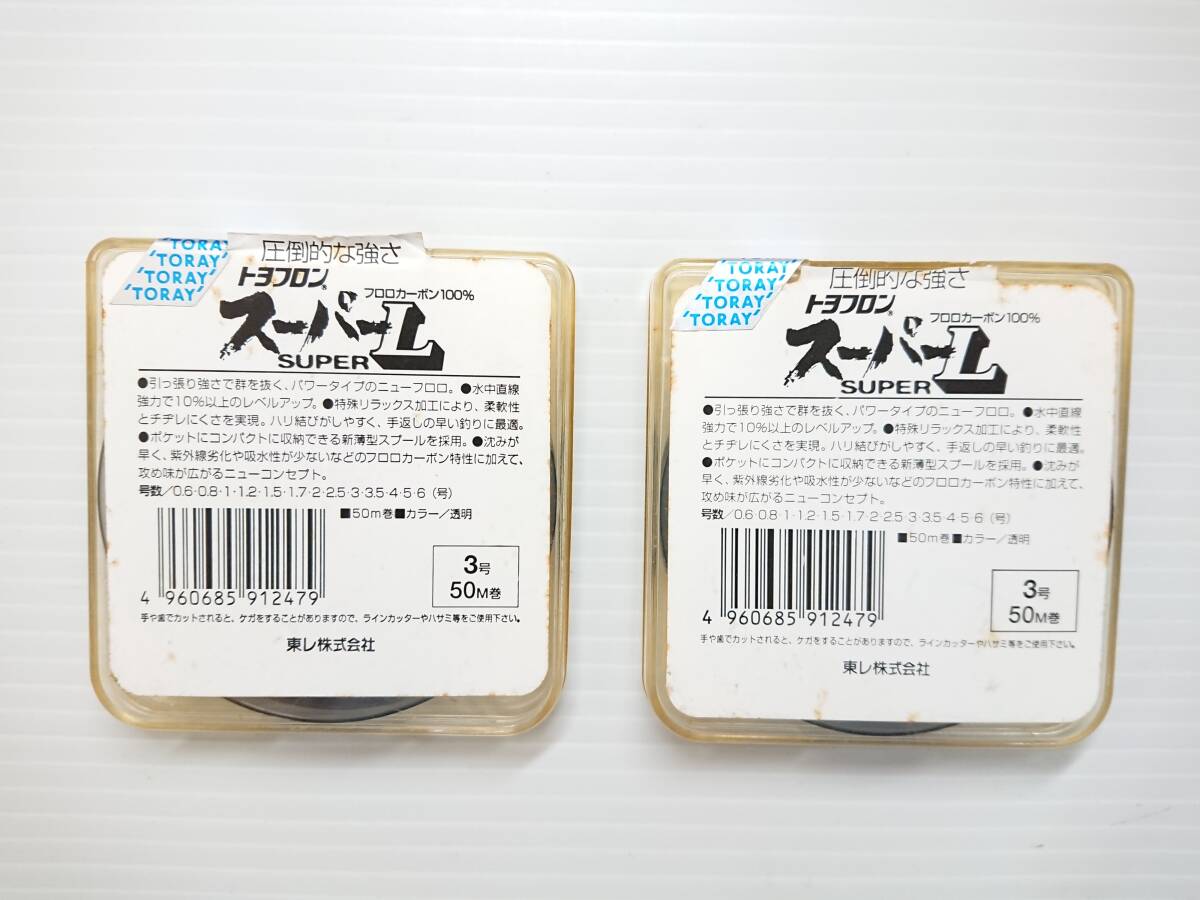 'TORAY'
'TORAY'
'TORAY'
'TORAY'
圧倒的な強さ
トヨフロン®
フロロカーボン100%
スーパーL
SUPER
●引っ張り強さで群を抜く、パワータイプのニューフロロ。●水中直線
強力で10%以上のレベルアップ。●特殊リラックス加工により、柔軟性
とチヂレにくさを実現。ハリ結びがしやすく、手返しの早い釣りに最適。
●ポケットにコンパクトに収納できる新薄型スプールを採用。●沈みが
早く、紫外線劣化や吸水性が少ないなどのフロロカーボン特性に加えて、
攻め味が広がるニューコンセプト。
号数/0.6·0.8·1·1.2·1.5·1.7·2·2.5·3·3.5·4·5·6(号)
■50m巻■カラー/透明
3号
50M巻
4 960685 912479
手や歯でカットされると、ケガをすることがありますので、ラインカッターやハサミ等をご使用下さい。
東レ株式会社
TORAY
'TORAY'
'TORAY'
'TORAY'
圧倒的な強さ
トヨフロン®
フロロカーボン100%
スーパーL
SUPER
●引っ張り強さで群を抜く、パワータイプのニューフロロ。●水中直線
強力で10%以上のレベルアップ。●特殊リラックス加工により、柔軟性
とチヂレにくさを実現。ハリ結びがしやすく、手返しの早い釣りに最適。
●ポケットにコンパクトに収納できる新薄型スプールを採用。●沈みが
早く、紫外線劣化や吸水性が少ないなどのフロロカーボン特性に加えて、
攻め味が広がるニューコンセプト。
号数/0.6·0.8·1·1.2·1.5·1.7·2·2.5·3·3.5·4·5·6(号)
■50m巻■カラー/透明
3号
50M巻
4 960685 912479
手や歯でカットされると、ケガをすることがありますので、ラインカッターやハサミ等をご使用下さい。
東レ株式会社